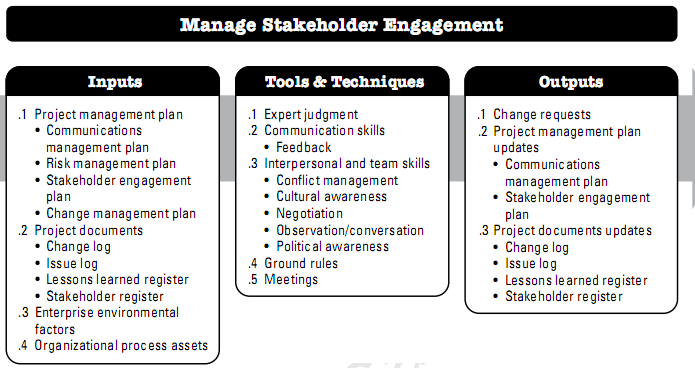 Manage Stakeholder Engagement
Inputs
.1 Project management plan
• Communications
management plan
• Risk management plan
• Stakeholder engagement
plan
• Change management plan
.2 Project documents
• Change log
• Issue log
• Lessons learned register
• Stakeholder register
.3 Enterprise environmental
factors
.4 Organizational process assets
Tools & Techniques
.1 Expert judgment
.2 Communication skills
• Feedback
.3 Interpersonal and team skills
• Conflict management
• Cultural awareness
• Negotiation
• Observation/conversation
• Political awareness
.4 Ground rules
.5 Meetings
Outputs
.1 Change requests
.2 Project management plan
updates
• Communications
management plan
• Stakeholder engagement
plan
.3 Project documents updates
• Change log
• Issue log
• Lessons learned register
• Stakeholder register